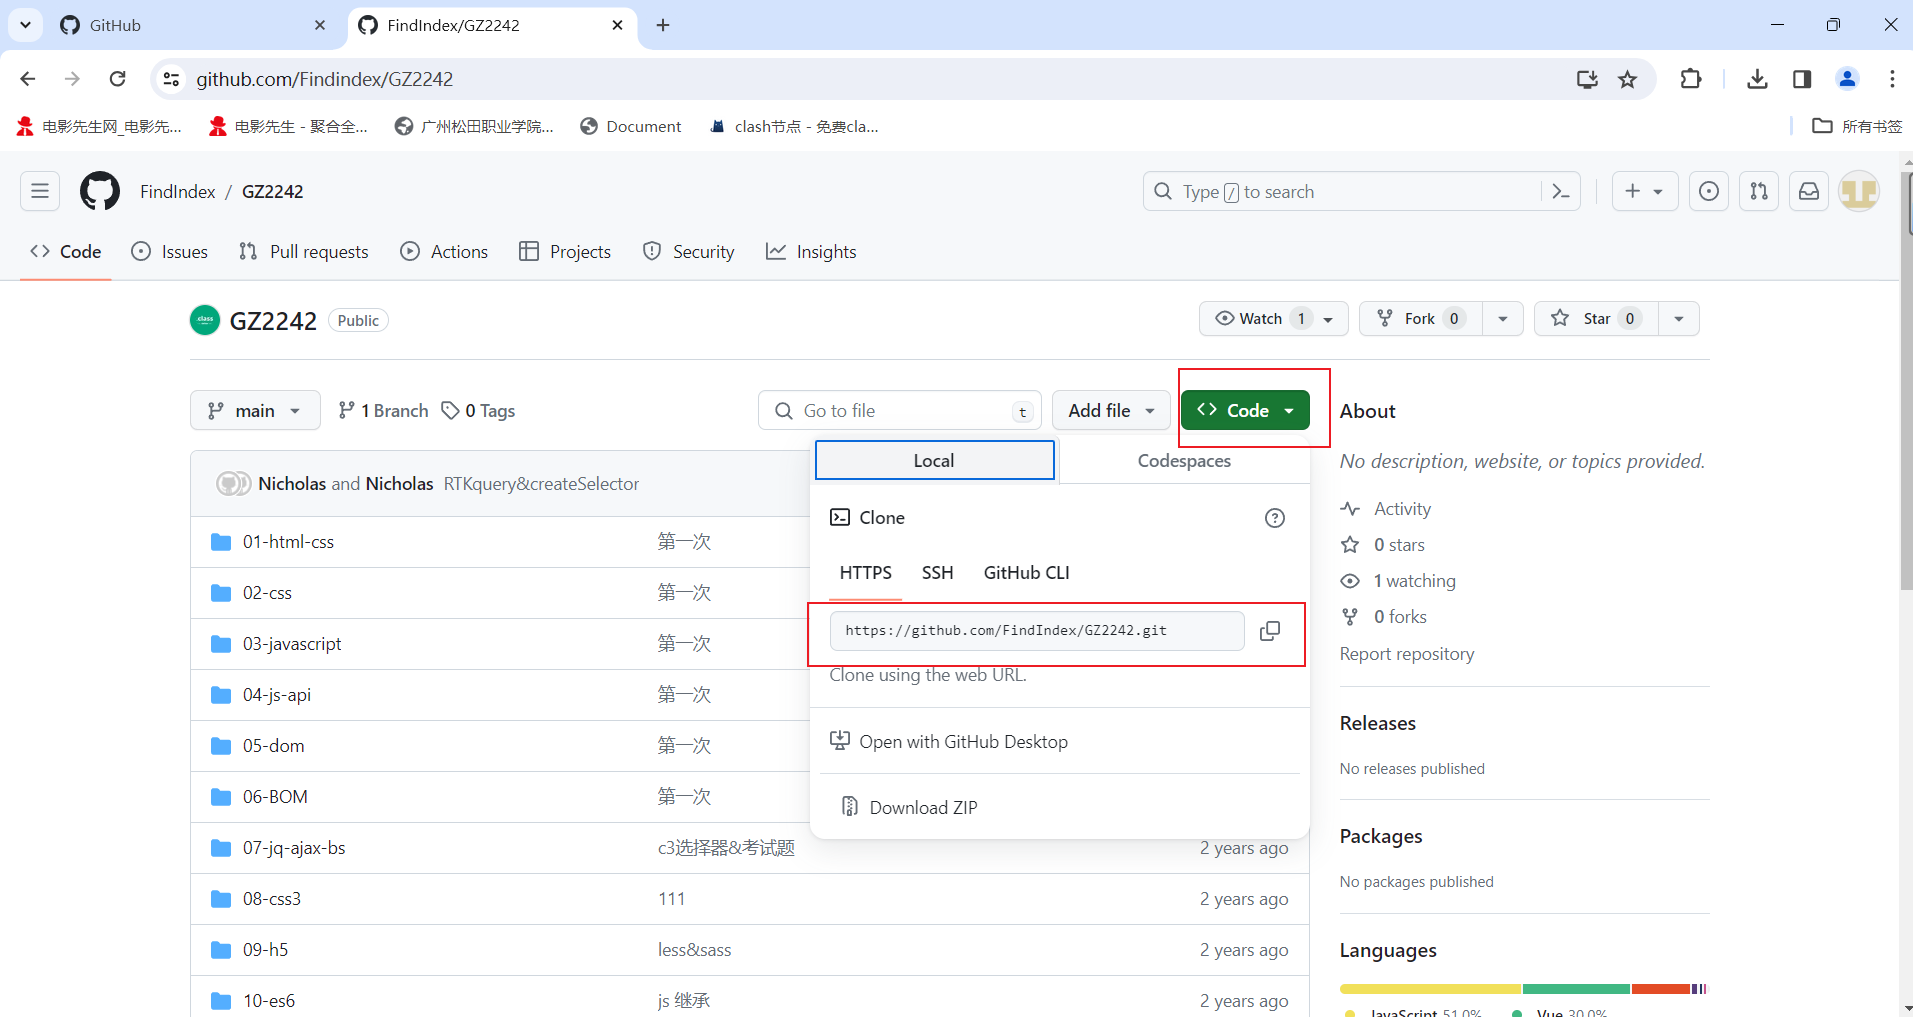 GitHub
FindIndex/GZ2242
github.com/Findindex/GZ2242
电影先生网_电影先...
电影先生 - 聚合全...
广州松田职业学院...
Document
clash节点 - 免费cla...
所有书签
FindIndex / GZ2242
Type / to search
Code
Issues
Pull requests
Actions
Projects
Security
Insights
class
GZ2242
Public
Watch 1
Fork 0
Star 0
main
1 Branch
0 Tags
Go to file
t
Add file
Code
About
Local
Codespaces
No description, website, or topics provided.
Nicholas and Nicholas RTKquery&createSelector
Clone
Activity
01-html-css 第一次
0 stars
HTTPS
SSH
GitHub CLI
1 watching
02-css 第一次
0 forks
https://github.com/FindIndex/GZ2242.git
03-javascript 第一次
Report repository
Clone using the web URL.
04-js-api 第一次
Releases
Open with GitHub Desktop
05-dom 第一次
No releases published
06-BOM 第一次
Download ZIP
Packages
07-jq-ajax-bs c3选择器&考试题 2 years ago
No packages published
08-css3 111 2 years ago
09-h5 less&sass 2 years ago
Languages
10-es6 js 继承 2 years ago
JavaScript 51.0%
Vue 30.0%